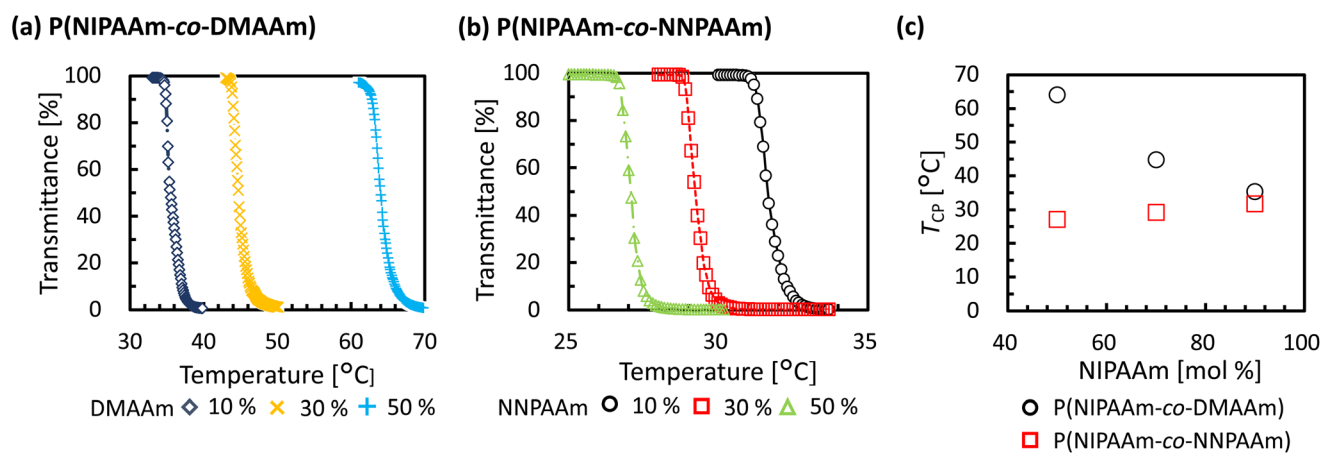 (a) P(NIPAAm-co-DMAAm)
Transmittance [%]
100
80
60
40
20
0
30 40 50 60 70
Temperature [°C]
DMAAm 10 % 30 % 50 %
(b) P(NIPAAm-co-NNPAAm)
Transmittance [%]
100
80
60
40
20
0
25 30 35
Temperature [°C]
NNPAAm 10 % 30 % 50 %
(c)
TCP [°C]
70
60
50
40
30
20
10
0
40 60 80 100
NIPAAm [mol %]
P(NIPAAm-co-DMAAm)
P(NIPAAm-co-NNPAAm)